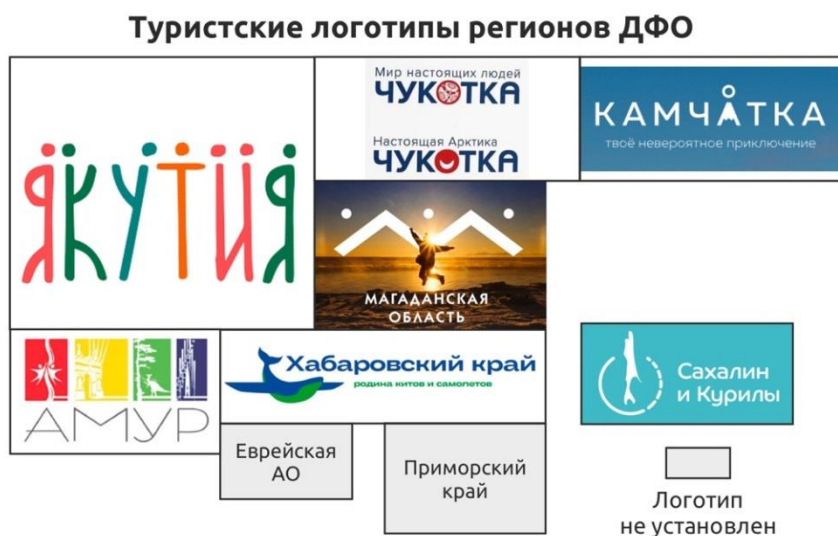 Туристские логотипы регионов ДФО
ЯКУТИЯ
Мир настоящих людей
ЧУКОТКА
Настоящая Арктика
ЧУКОТКА
КАМЧАТКА
твоё невероятное приключение
МАГАДАНСКАЯ
ОБЛАСТЬ
АМУР
Хабаровский край
родина китов и самолетов
Сахалин
и Курилы
Еврейская
АО
Приморский
край
Логотип
не установлен